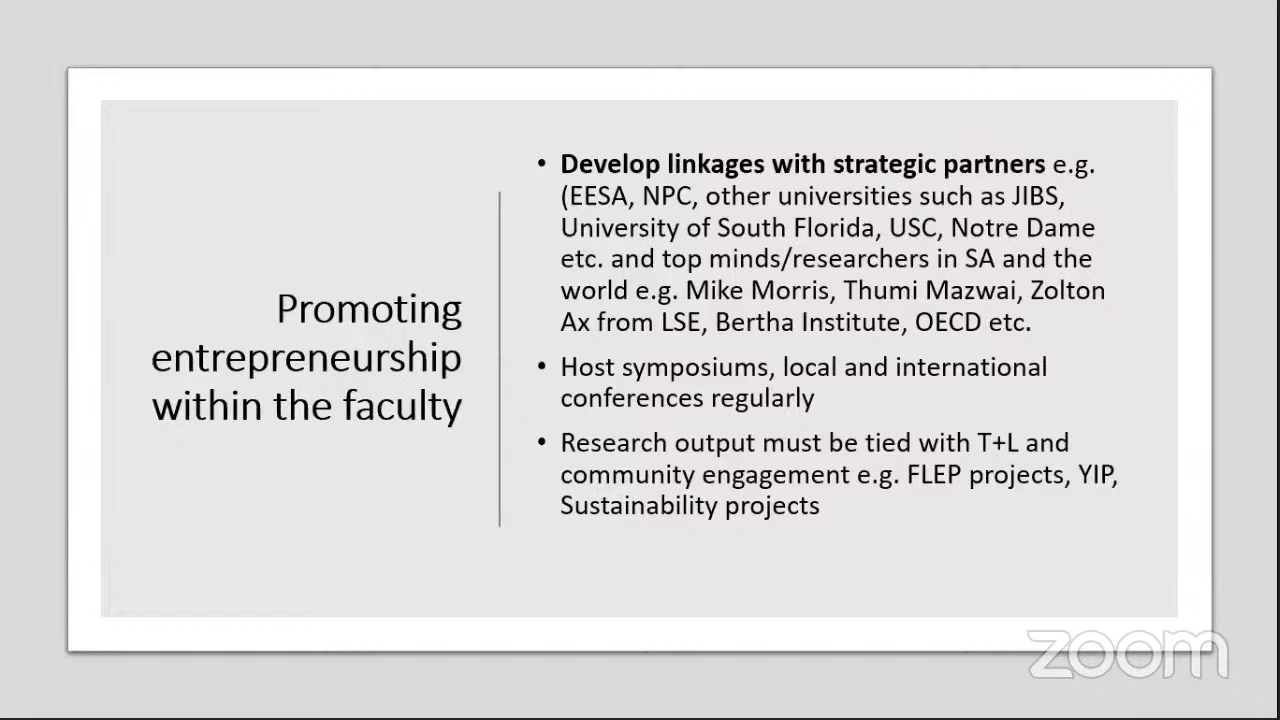 Promoting
entrepreneurship
within the faculty
• Develop linkages with strategic partners e.g.
(EESA, NPC, other universities such as JIBS,
University of South Florida, USC, Notre Dame
etc. and top minds/researchers in SA and the
world e.g. Mike Morris, Thumi Mazwai, Zolton
Ax from LSE, Bertha Institute, OECD etc.
• Host symposiums, local and international
conferences regularly
• Research output must be tied with T+L and
community engagement e.g. FLEP projects, YIP,
Sustainability projects
zoom